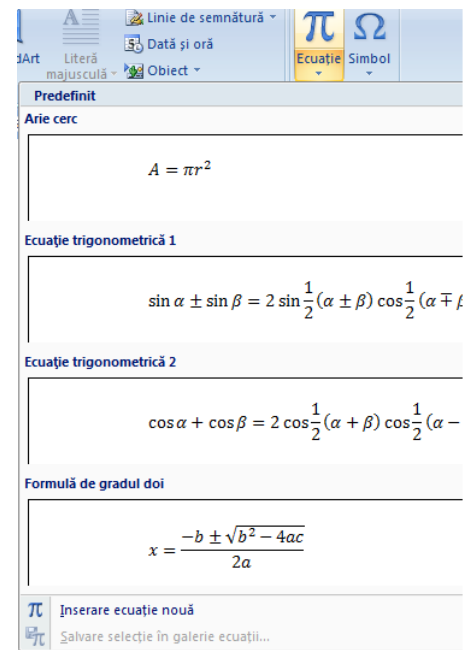 Linie de semnătură
Dată și oră
Obiect
dArt
Literă
majusculă
π
Ω
Ecuație
Simbol
Predefinit
Arie cerc
A = πr²
Ecuație trigonometrică 1
sin α ± sin β = 2 sin 1/2 (α ± β) cos 1/2 (α ∓ β
Ecuație trigonometrică 2
cos α + cos β = 2 cos 1/2 (α + β) cos 1/2 (α −
Formulă de gradul doi
x = (−b ± √(b² − 4ac)) / 2a
π Inserare ecuație nouă
Salvare selecție în galerie ecuații...